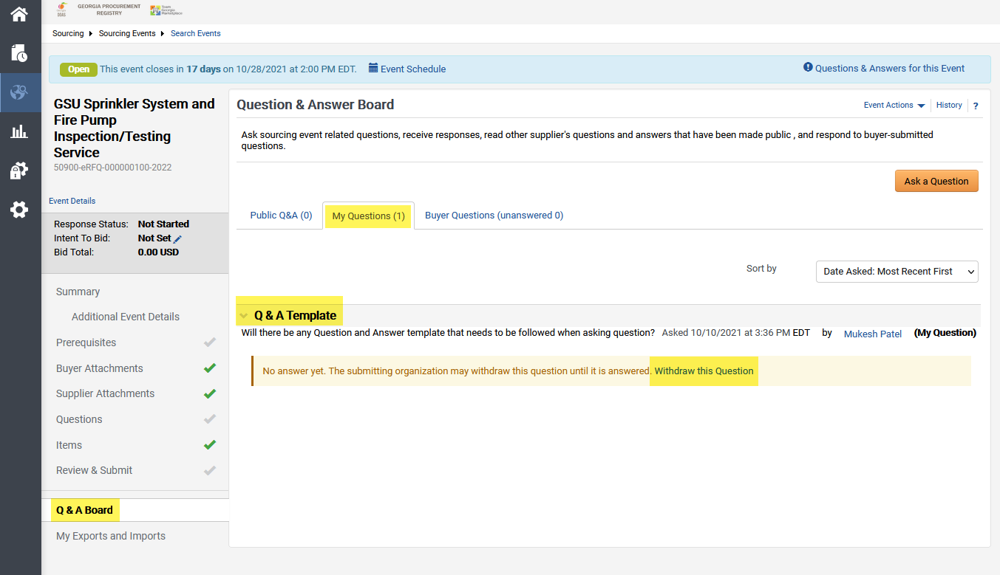 GEORGIA PROCUREMENT
REGISTRY
DOAS
Team
Georgia
Marketplace
Sourcing Sourcing Events Search Events
Open This event closes in 17 days on 10/28/2021 at 2:00 PM EDT. Event Schedule Questions & Answers for this Event
GSU Sprinkler System and
Fire Pump
Inspection/Testing
Service
50900-eRFQ-000000100-2022
Event Details
Response Status: Not Started
Intent To Bid: Not Set
Bid Total: 0.00 USD
Summary
Additional Event Details
Prerequisites
Buyer Attachments
Supplier Attachments
Questions
Items
Review & Submit
Q & A Board
My Exports and Imports
Question & Answer Board
Event Actions History ?
Ask sourcing event related questions, receive responses, read other supplier's questions and answers that have been made public , and respond to buyer-submitted
questions.
Ask a Question
Public Q&A (0) My Questions (1) Buyer Questions (unanswered 0)
Sort by Date Asked: Most Recent First
Q & A Template
Will there be any Question and Answer template that needs to be followed when asking question? Asked 10/10/2021 at 3:36 PM EDT by Mukesh Patel (My Question)
No answer yet. The submitting organization may withdraw this question until it is answered. Withdraw this Question